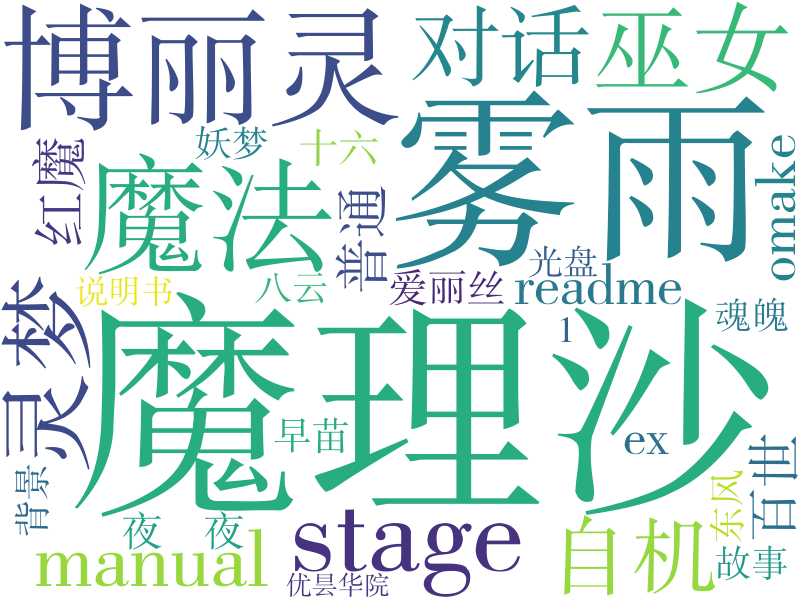 博丽灵
对话
巫女
妖梦
十六
雾雨
红魔
魔法
普通
omake
光盘
说明书
八云
爱丽丝
readme
灵梦
魔理沙
1
魂魄
早苗
ex
百世
背景
夜 夜
stage
东风
manual
自机
故事
优昙华院